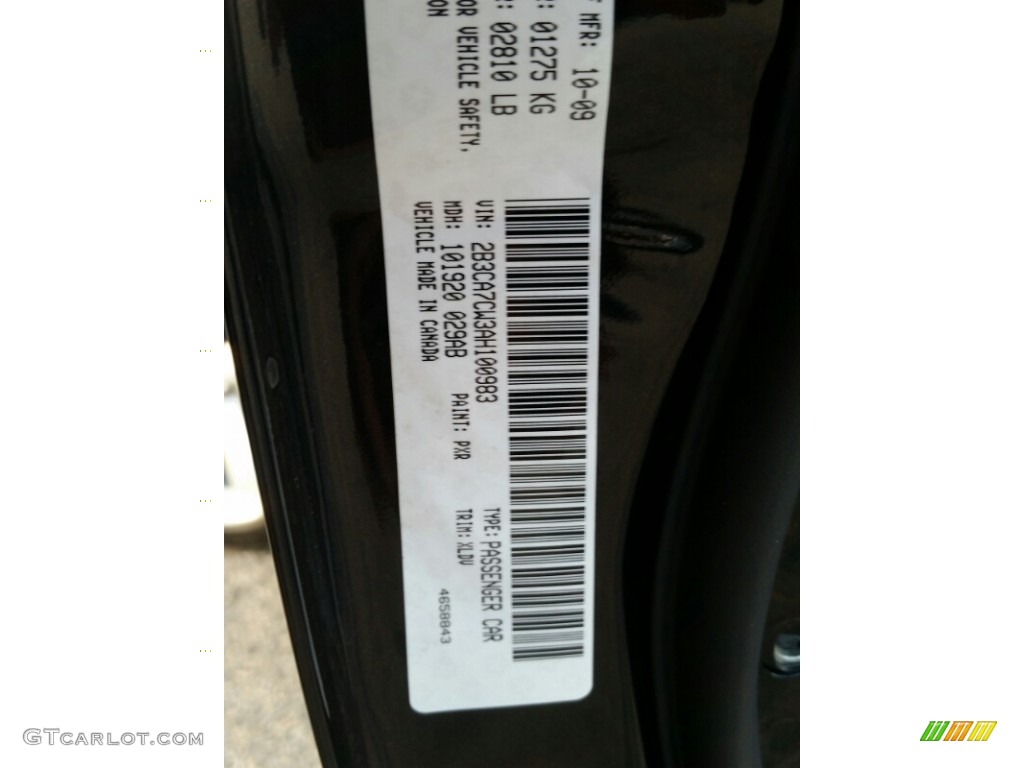 MFR: 10-09
01275 KG
02810 LB
OR VEHICLE SAFETY,
ON
VIN: 2B3CA7CW3AH100983
TYPE: PASSENGER CAR
MDH: 101920 029AB
PAINT: PXR
TRIM: XLDV
VEHICLE MADE IN CANADA
4658843
GTCARLOT.COM